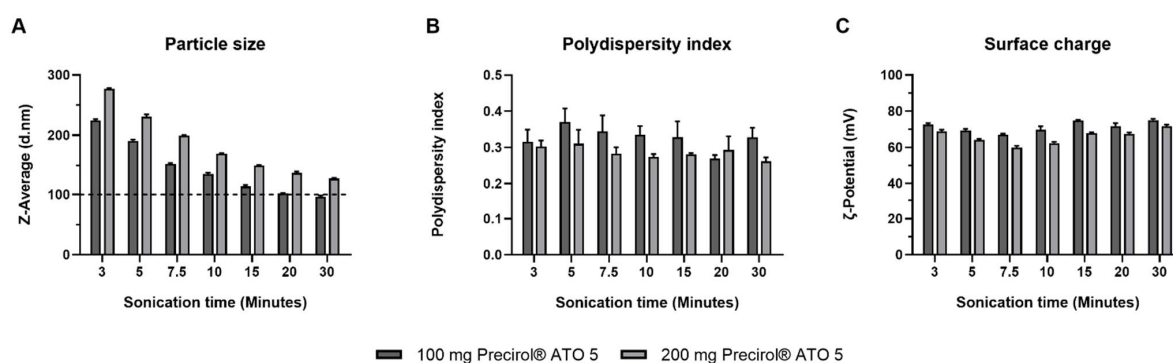 A
Particle size
Z-Average (d.nm)
300
200
100
0
3 5 7.5 10 15 20 30
Sonication time (Minutes)
B
Polydispersity index
Polydispersity index
0.5
0.4
0.3
0.2
0.1
0.0
3 5 7.5 10 15 20 30
Sonication time (Minutes)
C
Surface charge
ζ-Potential (mV)
100
80
60
40
20
0
3 5 7.5 10 15 20 30
Sonication time (Minutes)
100 mg Precirol® ATO 5 200 mg Precirol® ATO 5